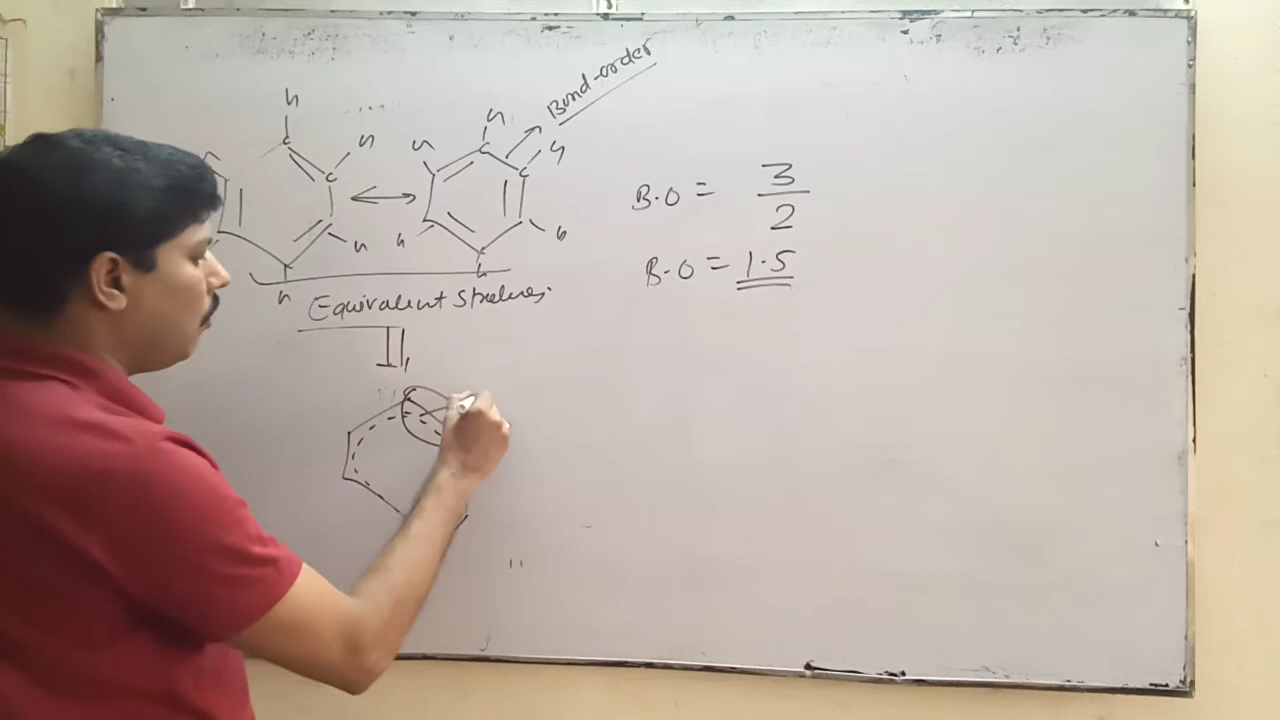 Bond-order
H
H
C
C
H
H
C
H
C
B.O = 3/2
H
H
H
B.O = 1.5
H
Equivalent Structures.